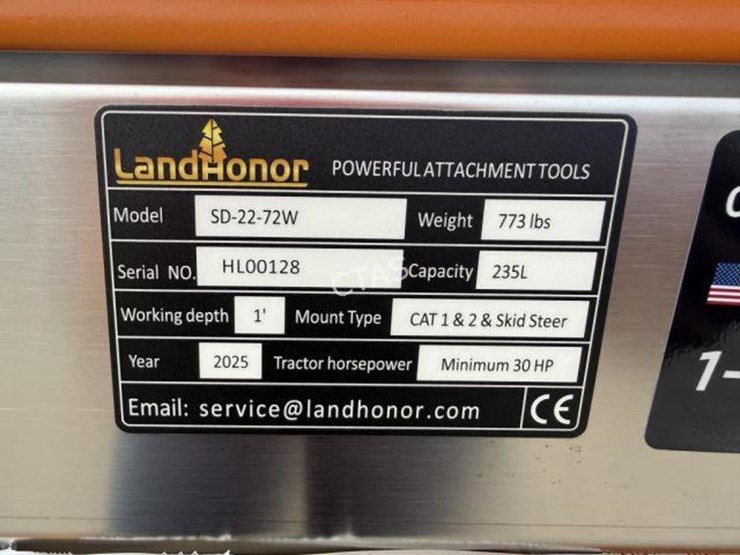 LandHonor POWERFUL ATTACHMENT TOOLS
Model SD-22-72W Weight 773 lbs
Serial NO. HL00128 Capacity 235L
CTAS
Working depth 1' Mount Type CAT 1 & 2 & Skid Steer
Year 2025 Tractor horsepower Minimum 30 HP
Email: service@landhonor.com CE
1-